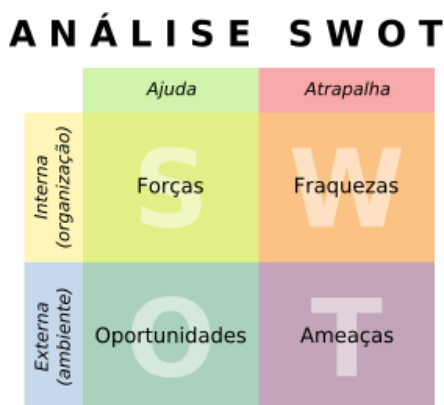 ANÁLISE SWOT
Ajuda
Atrapalha
Interna
(organização)
S
Forças
W
Fraquezas
Externa
(ambiente)
O
Oportunidades
T
Ameaças